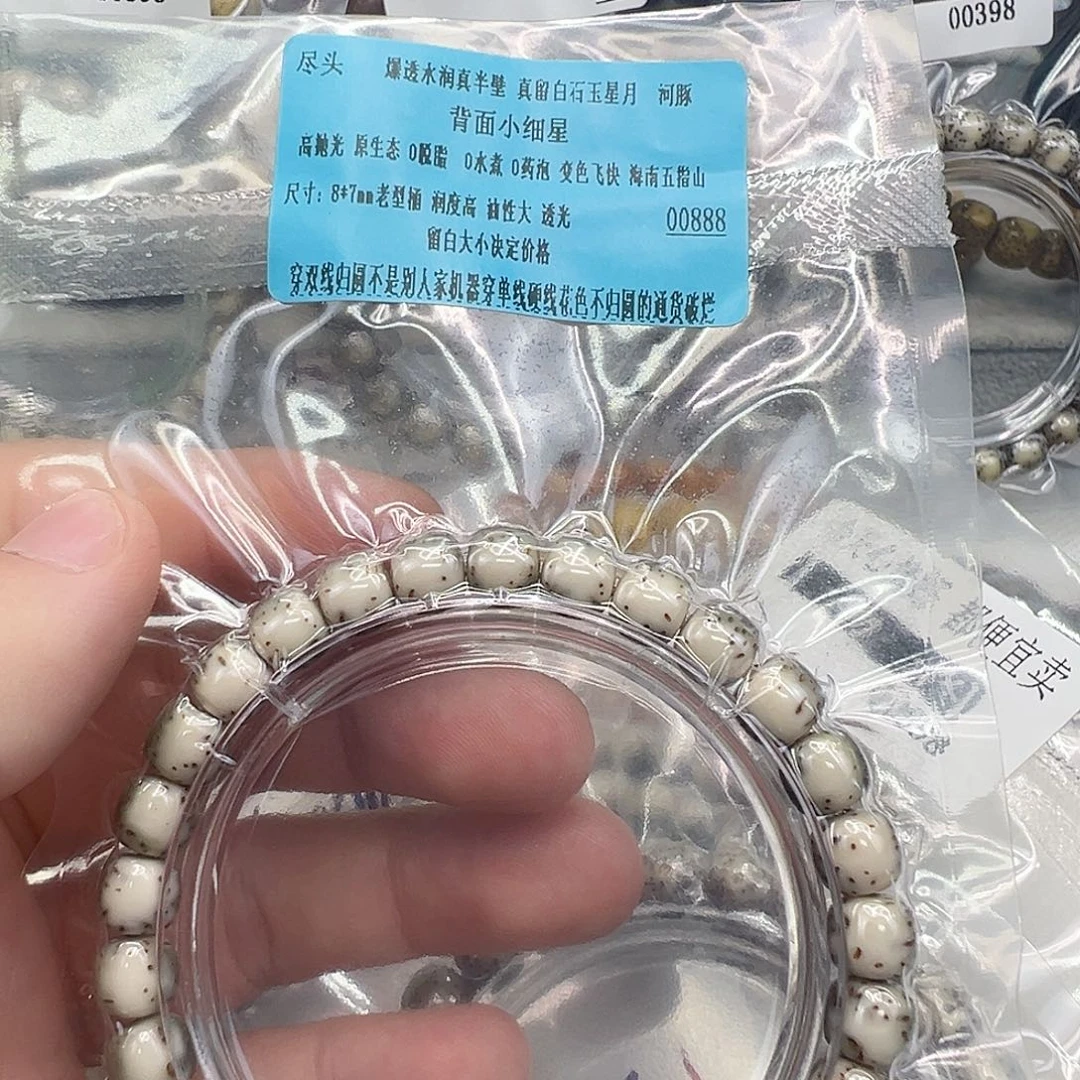 00398
尽头 爆透水润真半壁 真留白石玉星月 河豚
背面小细星
高抛光 原生态 0脱脂 0水煮 0药泡 变色飞快 海南五指山
尺寸：8*7mm老型桶 润度高 油性大 透光
00888
留白大小决定价格
穿双线归圆不是别人家机器穿单线硬线花色不归圆的通货破烂
便宜卖